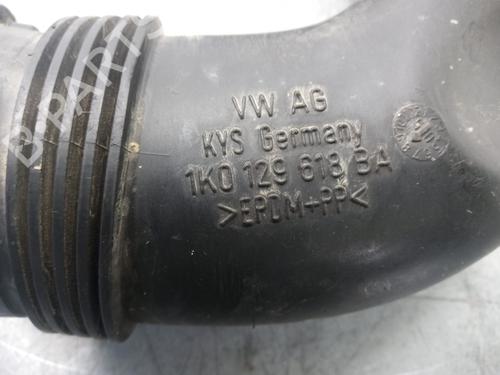 VW AG
KYS Germany
1K0 129 618 BA
>EPDM+PP<
B-PARTS